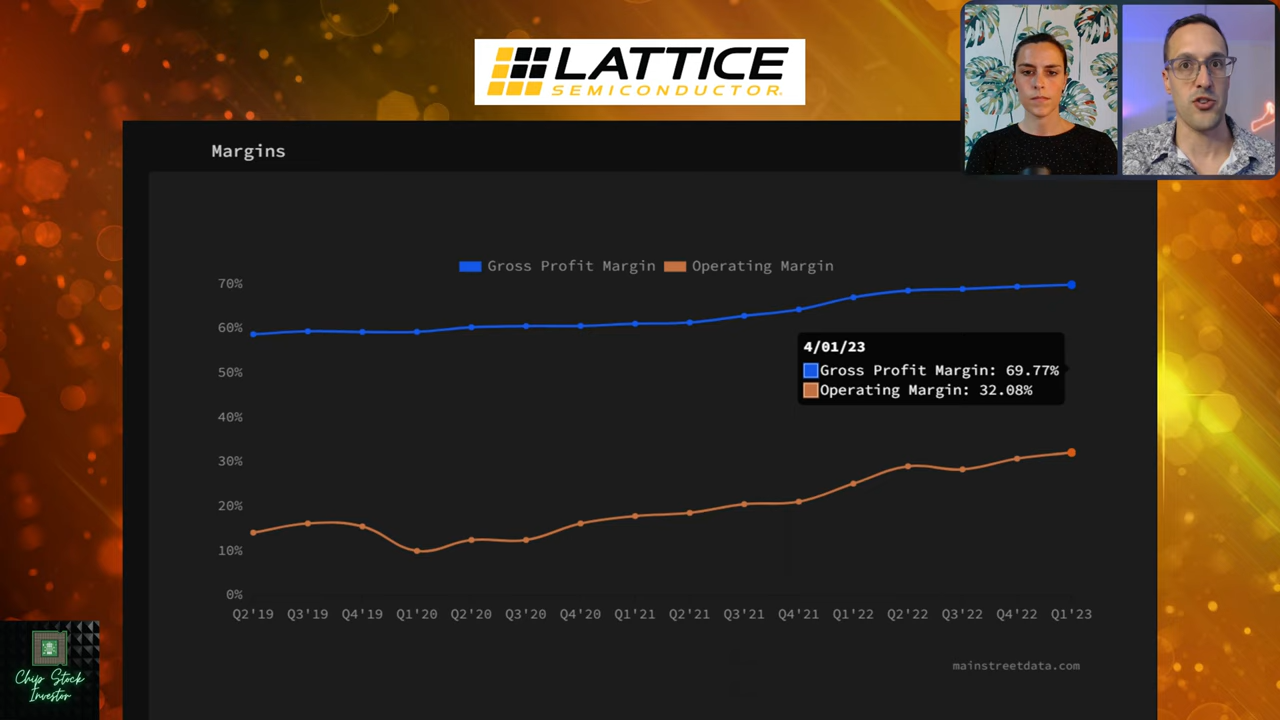 LATTICE
SEMICONDUCTOR.
Margins
Gross Profit Margin Operating Margin
70%
60%
50%
40%
30%
20%
10%
0%
4/01/23
Gross Profit Margin: 69.77%
Operating Margin: 32.08%
Q2'19 Q3'19 Q4'19 Q1'20 Q2'20 Q3'20 Q4'20 Q1'21 Q2'21 Q3'21 Q4'21 Q1'22 Q2'22 Q3'22 Q4'22 Q1'23
mainstreetdata.com
Chip Stock
Investor